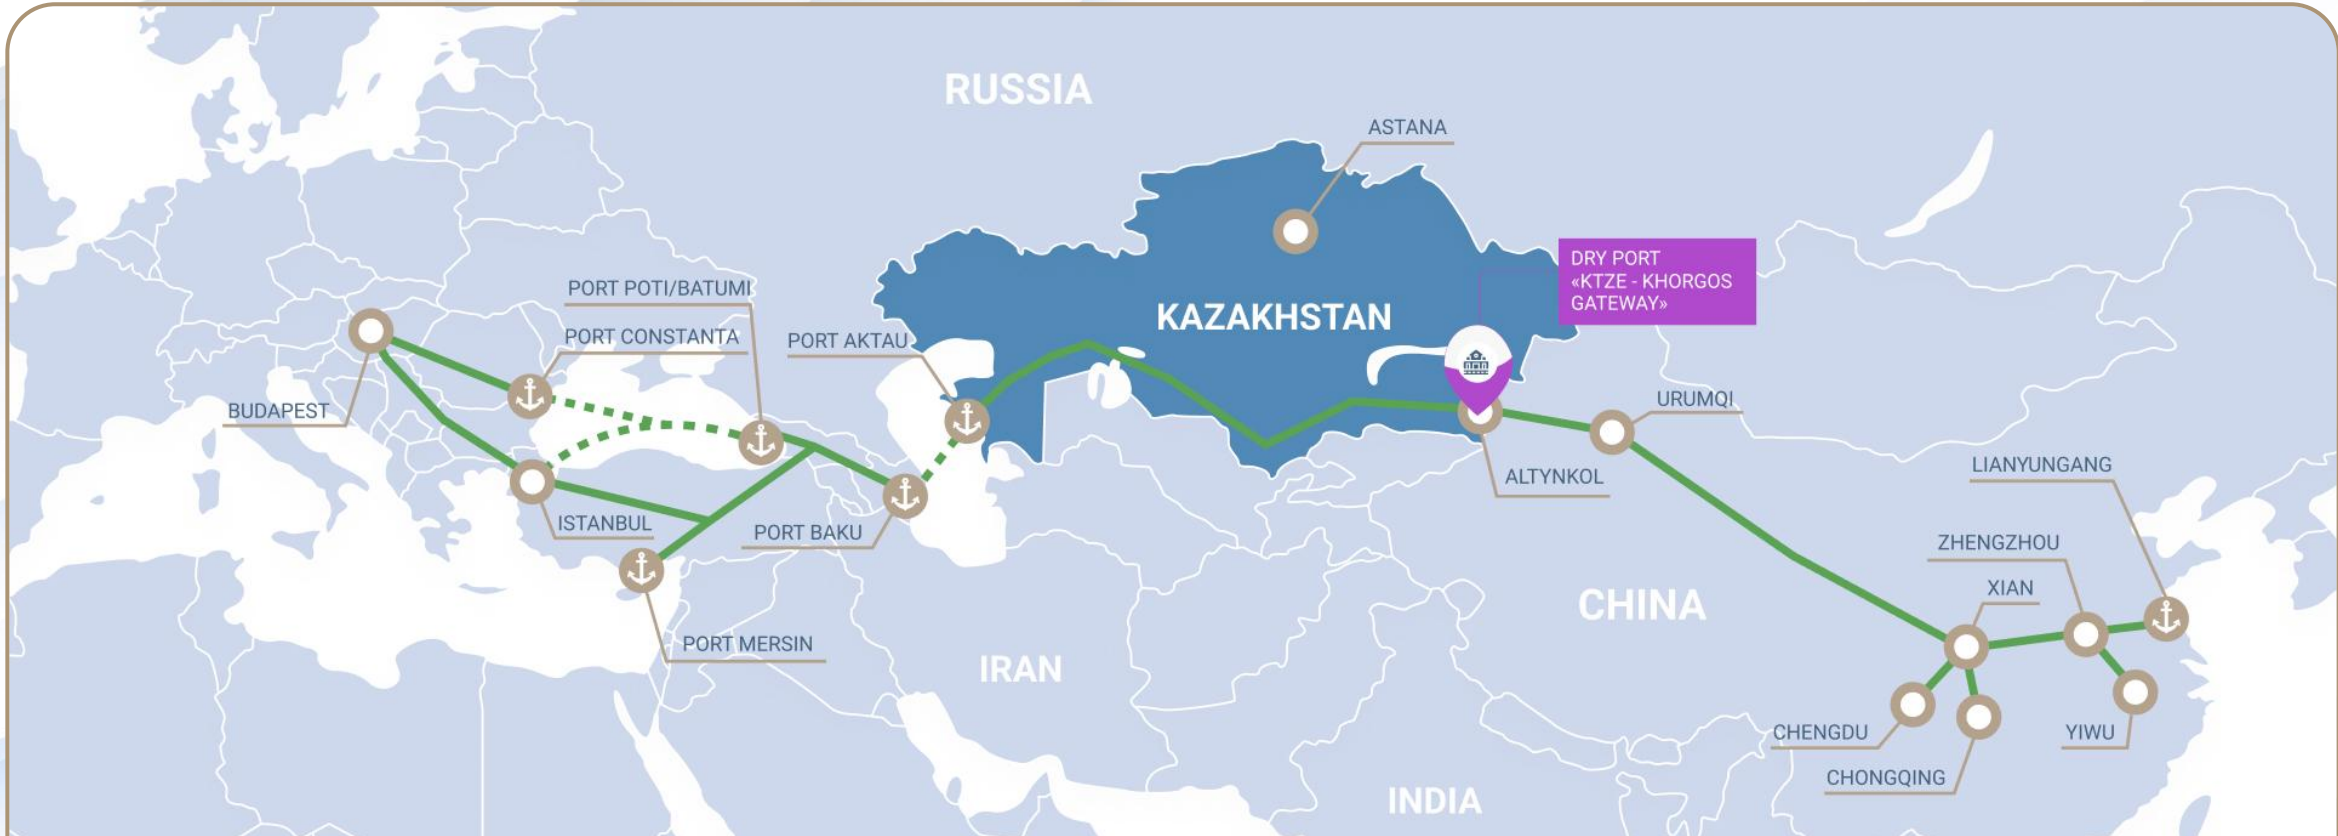 RUSSIA
ASTANA
DRY PORT
«KTZE - KHORGOS
GATEWAY»
PORT POTI/BATUMI
KAZAKHSTAN
PORT CONSTANTA
PORT AKTAU
BUDAPEST
URUMQI
LIANYUNGANG
ALTYNKOL
ISTANBUL
PORT BAKU
ZHENGZHOU
XIAN
CHINA
PORT MERSIN
IRAN
CHENGDU
YIWU
CHONGQING
INDIA